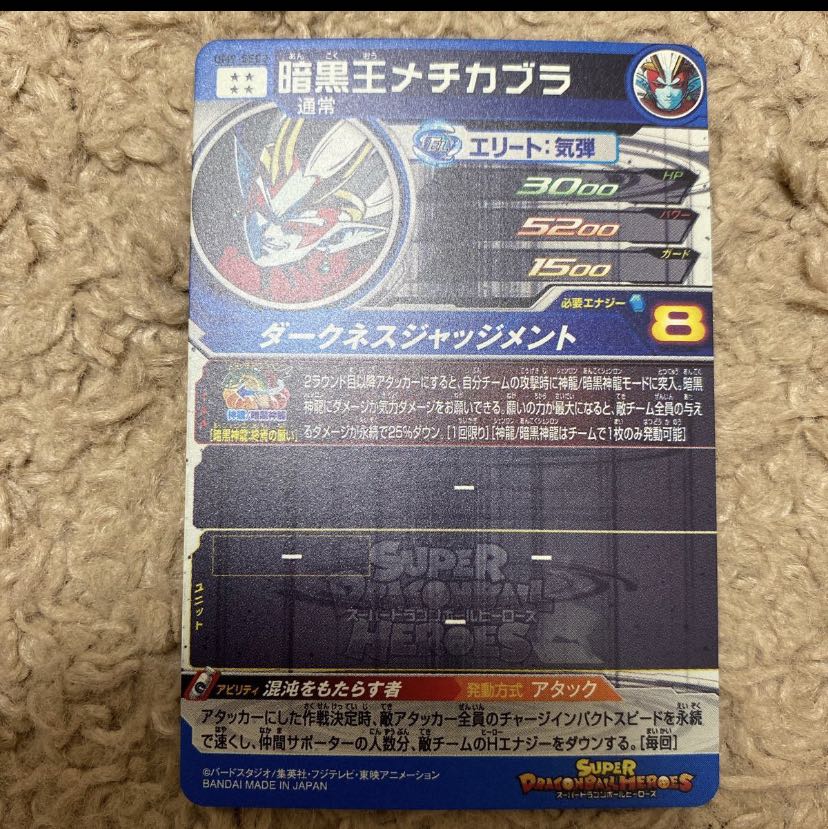 ★★
★★
暗黒王メチカブラ
あんこくおう
通常
エリート:気弾
HP
3000
パワー
5200
ガード
1500
必要エナジー
8
ダークネスジャッジメント
神龍/暗黒神龍
[暗黒神龍:終焉の願い]
2ラウンド目以降アタッカーにすると、自分チームの攻撃時に神龍/暗黒神龍モードに突入。暗黒
神龍にダメージか気力ダメージをお願いできる。願いの力が最大になると、敵チーム全員の与え
るダメージが永続で25%ダウン。[1回限り][神龍/暗黒神龍はチームで1枚のみ発動可能]
ー
ー
ー
ー
ユニット
SUPER
DRAGONBALL
スーパードラゴンボールヒーローズ
HEROES
アビリティ 混沌をもたらす者
発動方式 アタック
アタッカーにした作戦決定時、敵アタッカー全員のチャージインパクトスピードを永続
で速くし、仲間サポーターの人数分、敵チームのHエナジーをダウンする。[毎回]
©バードスタジオ/集英社・フジテレビ・東映アニメーション
BANDAI MADE IN JAPAN
SUPER
DRAGONBALL HEROES
スーパードラゴンボールヒーローズ